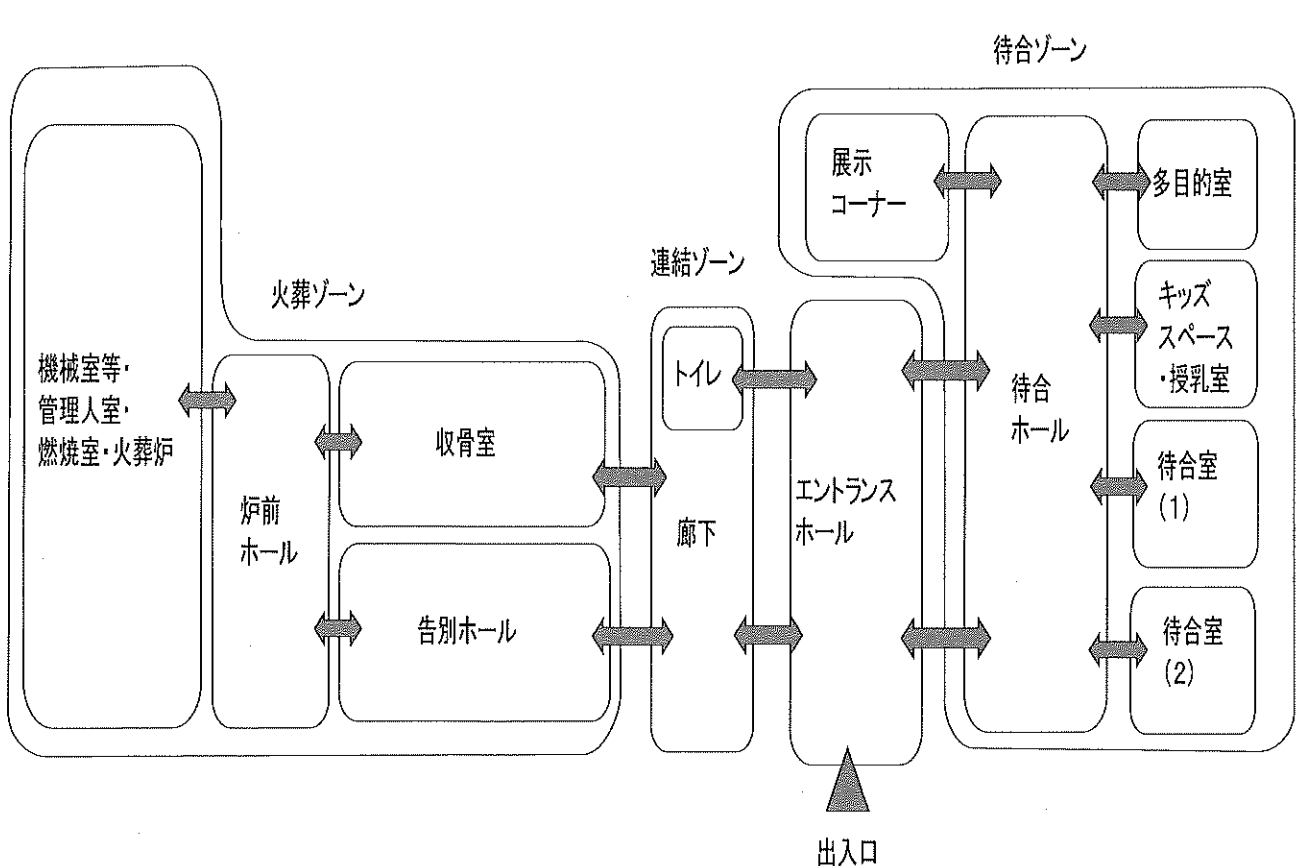 待合ゾーン
展示
コーナー
多目的室
連結ゾーン
火葬ゾーン
キッズ
スペース
・授乳室
機械室等・
管理人室・
燃焼室・火葬炉
トイレ
待合
ホール
収骨室
待合室
(1)
炉前
ホール
廊下
エントランス
ホール
告別ホール
待合室
(2)
出入口